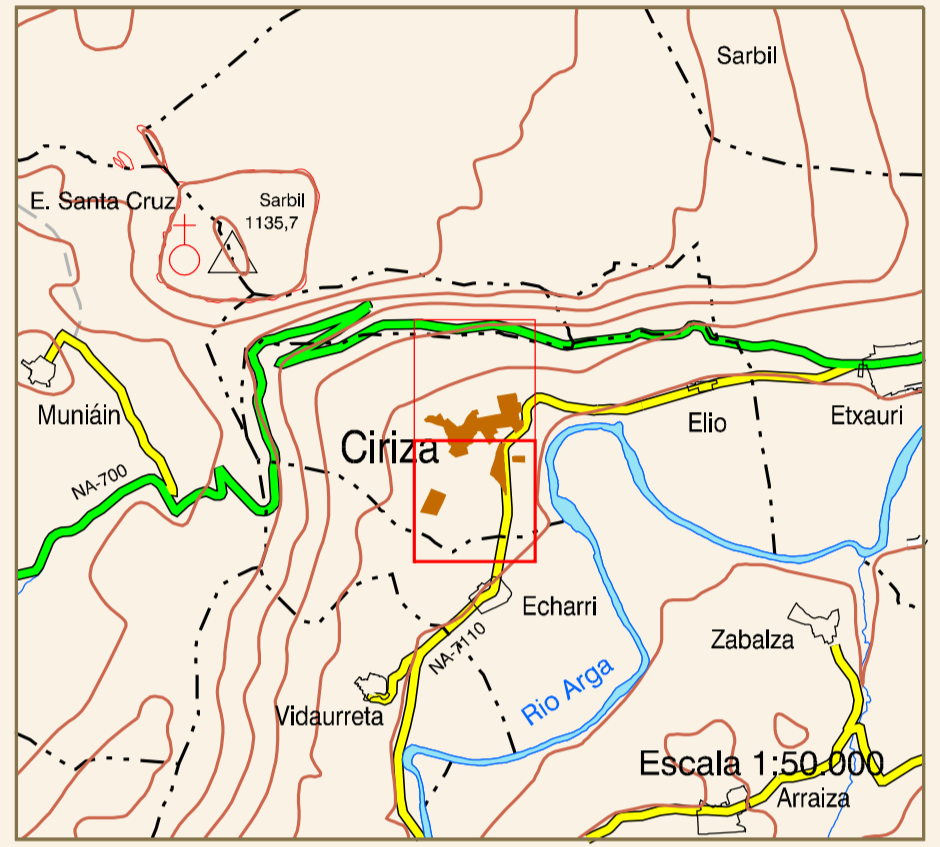 Sarbil
E. Santa Cruz
Sarbil
1135,7
Muniáin
Elio
Etxauri
Ciriza
NA-700
Echarri
Zabalza
NA-7110
Rio Arga
Vidaurreta
Escala 1:50.000
Arraiza